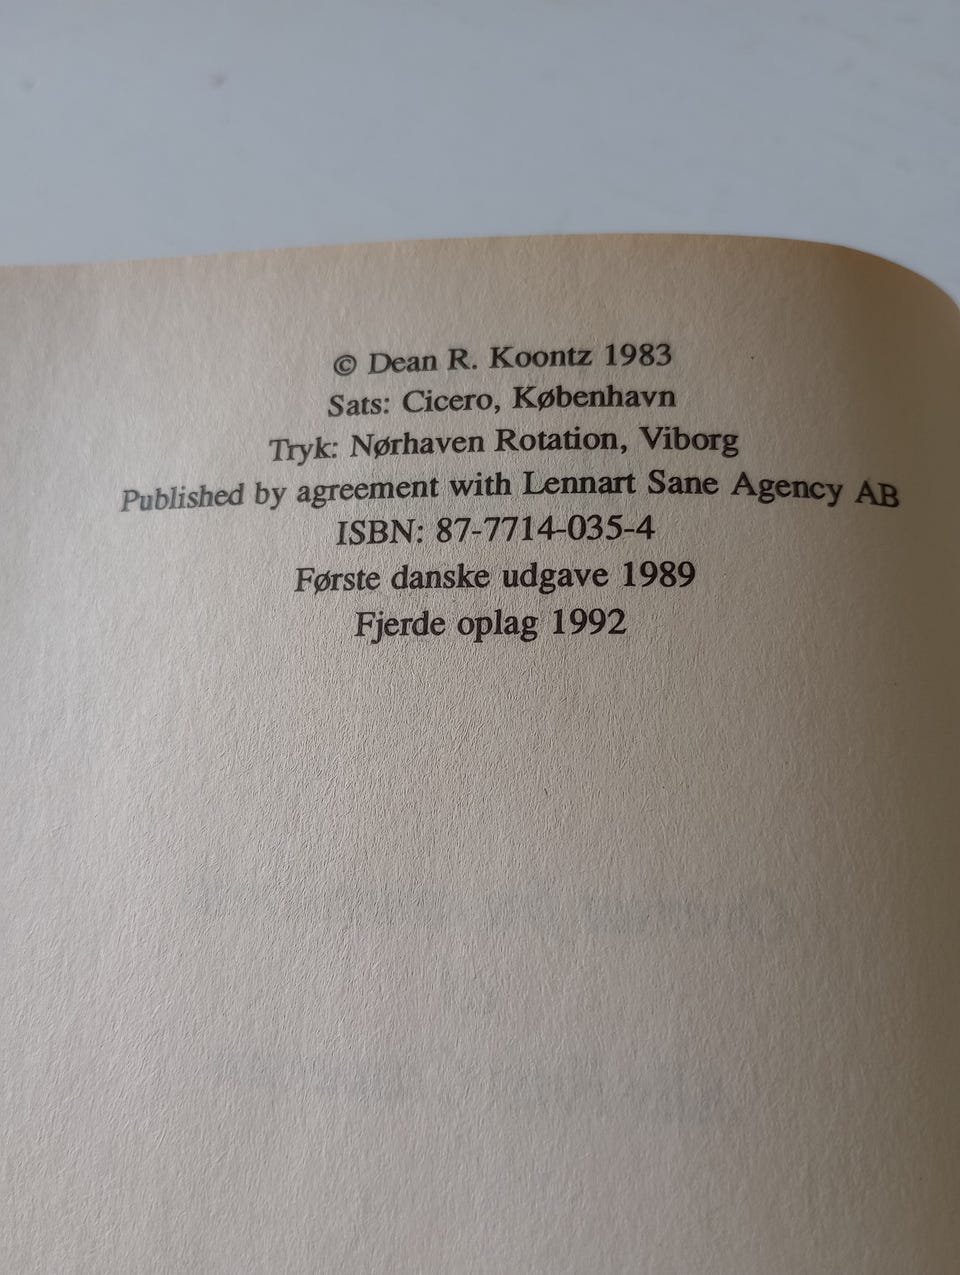 © Dean R. Koontz 1983
Sats: Cicero, København
Tryk: Nørhaven Rotation, Viborg
Published by agreement with Lennart Sane Agency AB
ISBN: 87-7714-035-4
Første danske udgave 1989
Fjerde oplag 1992